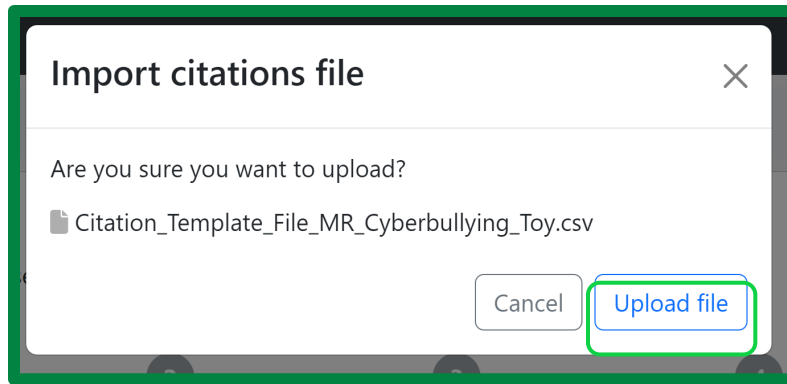 Import citations file
Are you sure you want to upload?
Citation_Template_File_MR_Cyberbullying_Toy.csv
Cancel
Upload file